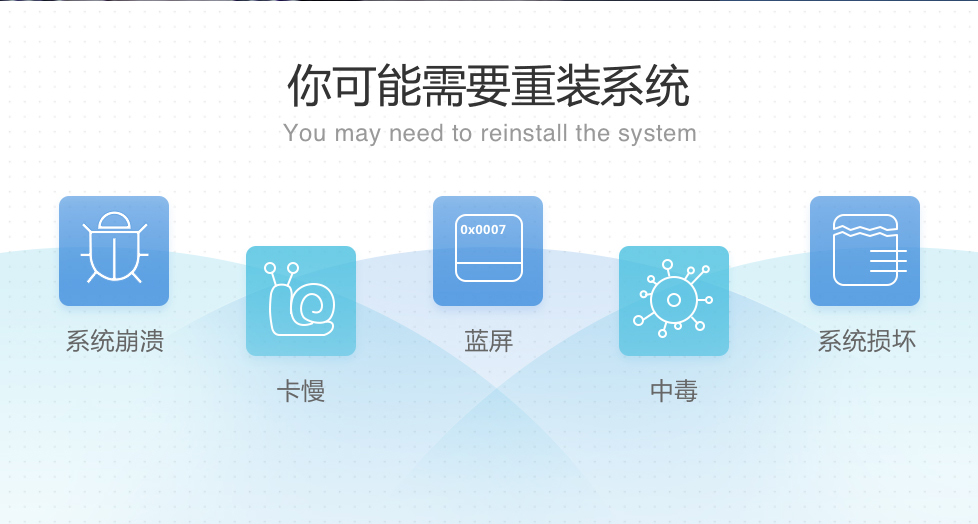 你可能需要重装系统
You may need to reinstall the system
0x0007
系统崩溃
卡慢
蓝屏
中毒
系统损坏